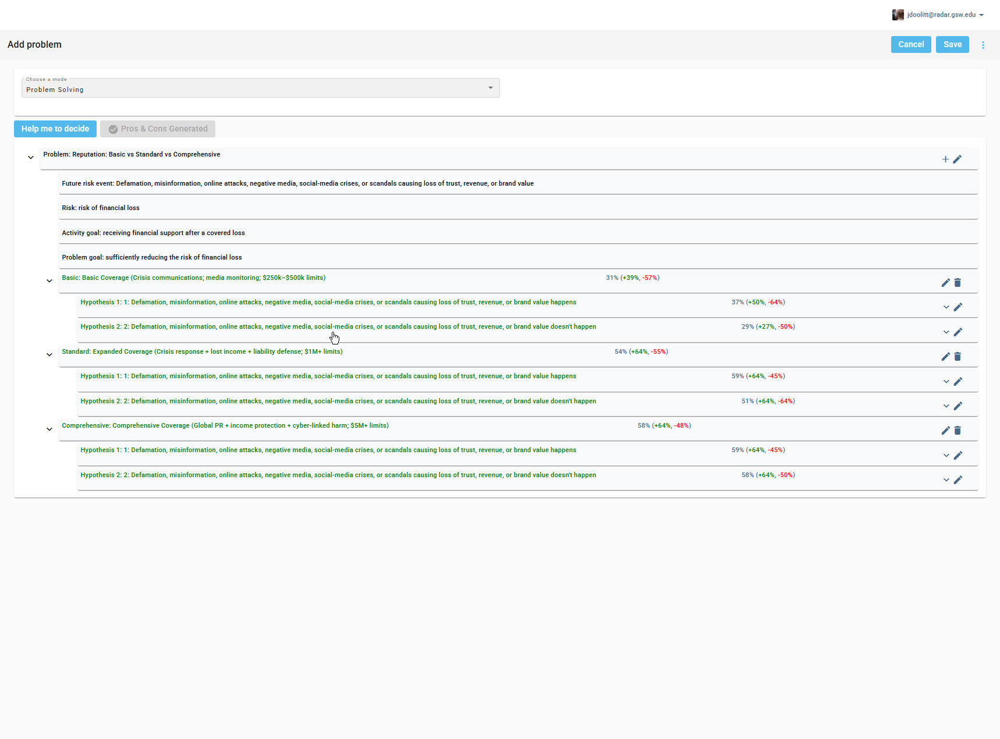 jdoolitt@radar.gsw.edu
Add problem
Cancel
Save
Choose a mode
Problem Solving
Help me to decide
Pros & Cons Generated
Problem: Reputation: Basic vs Standard vs Comprehensive
Future risk event: Defamation, misinformation, online attacks, negative media, social-media crises, or scandals causing loss of trust, revenue, or brand value
Risk: risk of financial loss
Activity goal: receiving financial support after a covered loss
Problem goal: sufficiently reducing the risk of financial loss
Basic: Basic Coverage (Crisis communications; media monitoring; $250k–$500k limits) 31% (+39%, -57%)
Hypothesis 1: 1: Defamation, misinformation, online attacks, negative media, social-media crises, or scandals causing loss of trust, revenue, or brand value happens 37% (+50%, -64%)
Hypothesis 2: 2: Defamation, misinformation, online attacks, negative media, social-media crises, or scandals causing loss of trust, revenue, or brand value doesn't happen 29% (+27%, -50%)
Standard: Expanded Coverage (Crisis response + lost income + liability defense; $1M+ limits) 54% (+64%, -55%)
Hypothesis 1: 1: Defamation, misinformation, online attacks, negative media, social-media crises, or scandals causing loss of trust, revenue, or brand value happens 59% (+64%, -45%)
Hypothesis 2: 2: Defamation, misinformation, online attacks, negative media, social-media crises, or scandals causing loss of trust, revenue, or brand value doesn't happen 51% (+64%, -64%)
Comprehensive: Comprehensive Coverage (Global PR + income protection + cyber-linked harm; $5M+ limits) 58% (+64%, -48%)
Hypothesis 1: 1: Defamation, misinformation, online attacks, negative media, social-media crises, or scandals causing loss of trust, revenue, or brand value happens 59% (+64%, -45%)
Hypothesis 2: 2: Defamation, misinformation, online attacks, negative media, social-media crises, or scandals causing loss of trust, revenue, or brand value doesn't happen 58% (+64%, -50%)